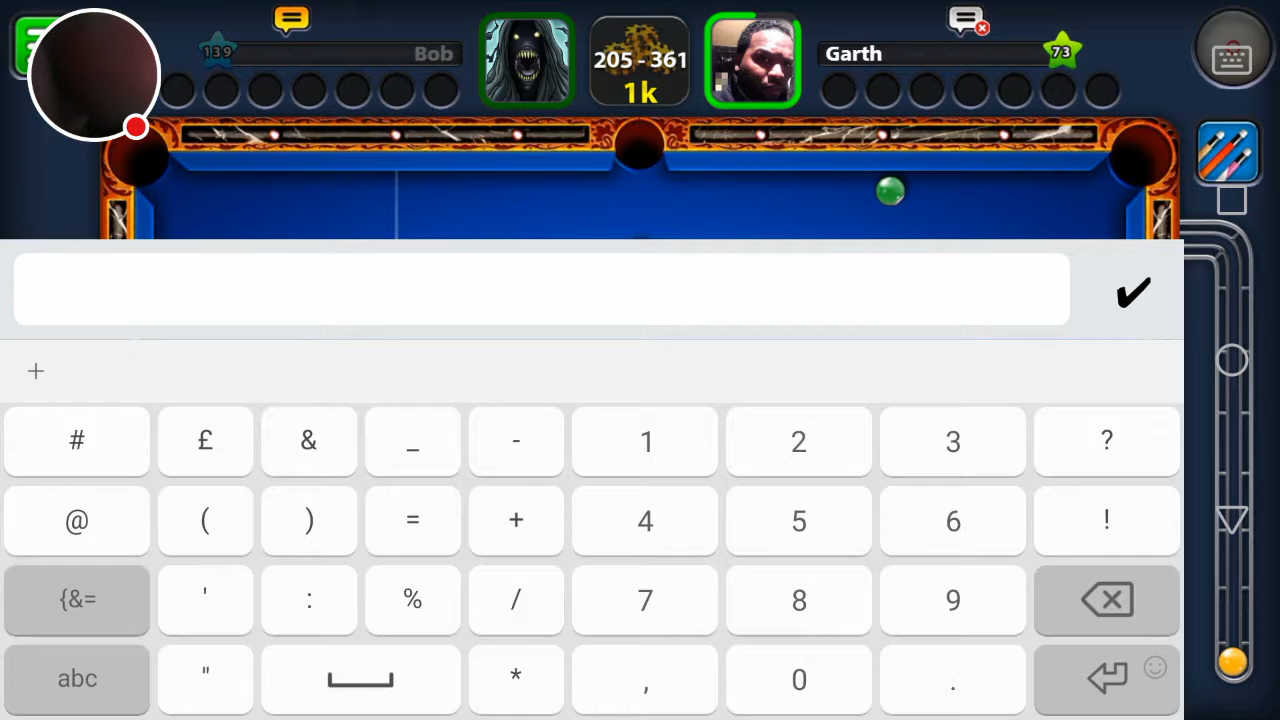 139 Bob 205 - 361 Garth 73
1k
+
# £ & _ - 1 2 3 ?
@ ( ) = + 4 5 6 !
{&= ' : % / 7 8 9
abc " * , 0 .